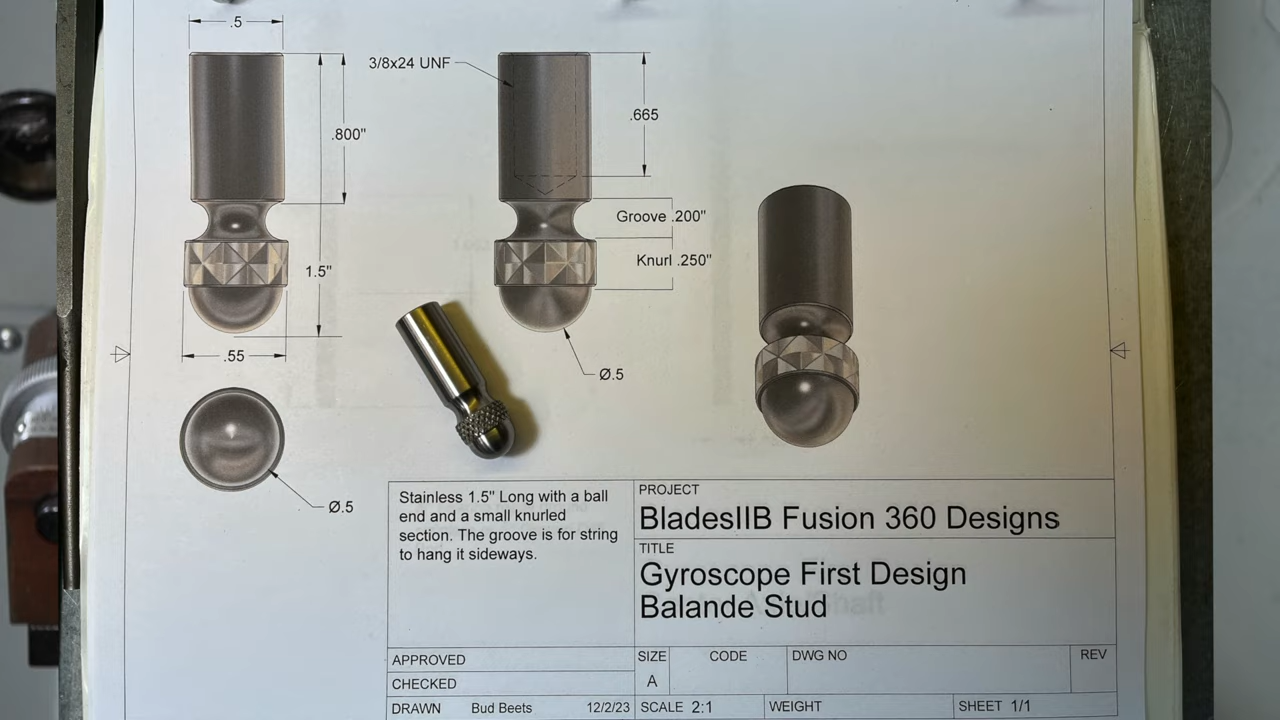 .5
3/8x24 UNF
.800"
.665
Groove .200"
Knurl .250"
1.5"
.55
Ø.5
Ø.5
Stainless 1.5" Long with a ball
end and a small knurled
section. The groove is for string
to hang it sideways.
PROJECT
BladesIIB Fusion 360 Designs
TITLE
Gyroscope First Design
Balande Stud
APPROVED
CHECKED
DRAWN Bud Beets 12/2/23
SIZE CODE DWG NO REV
A
SCALE 2:1 WEIGHT SHEET 1/1